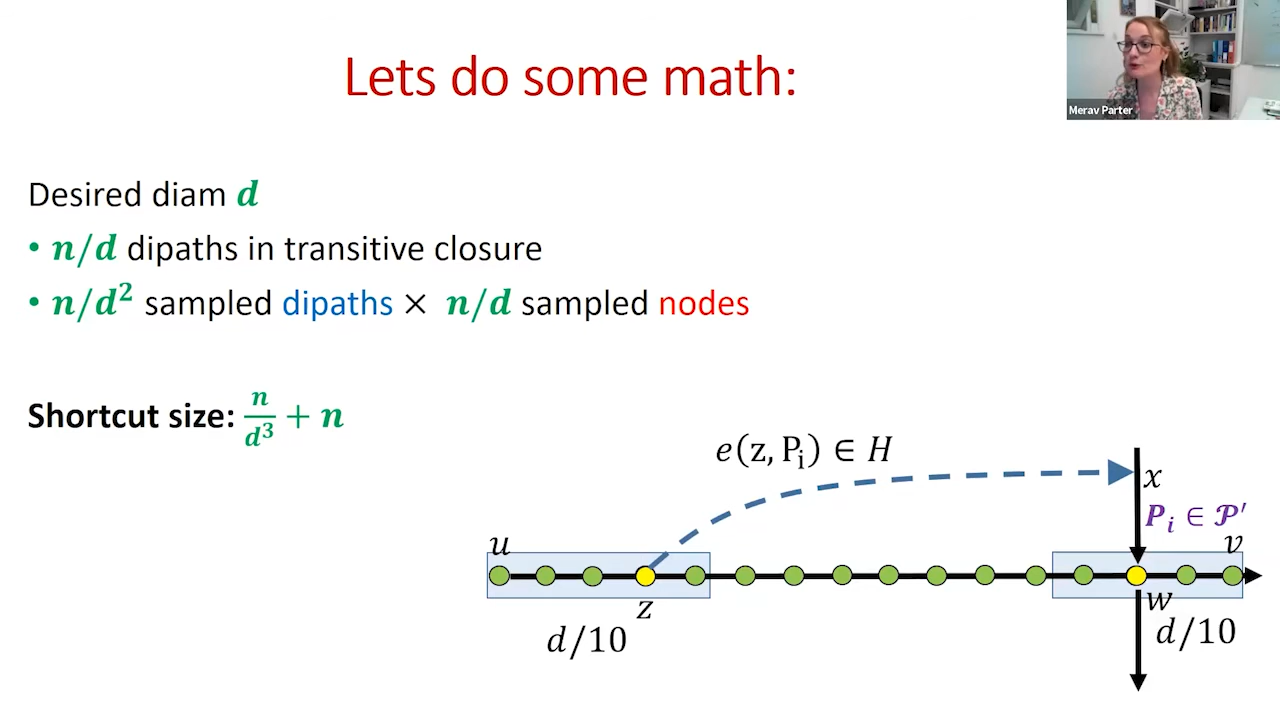 Lets do some math:
Merav Parter
Desired diam d
• n/d dipaths in transitive closure
• n/d² sampled dipaths × n/d sampled nodes
Shortcut size: n/d³ + n
e(z, Pᵢ) ∈ H
x
Pᵢ ∈ 𝒫′
u
v
z
w
d/10
d/10